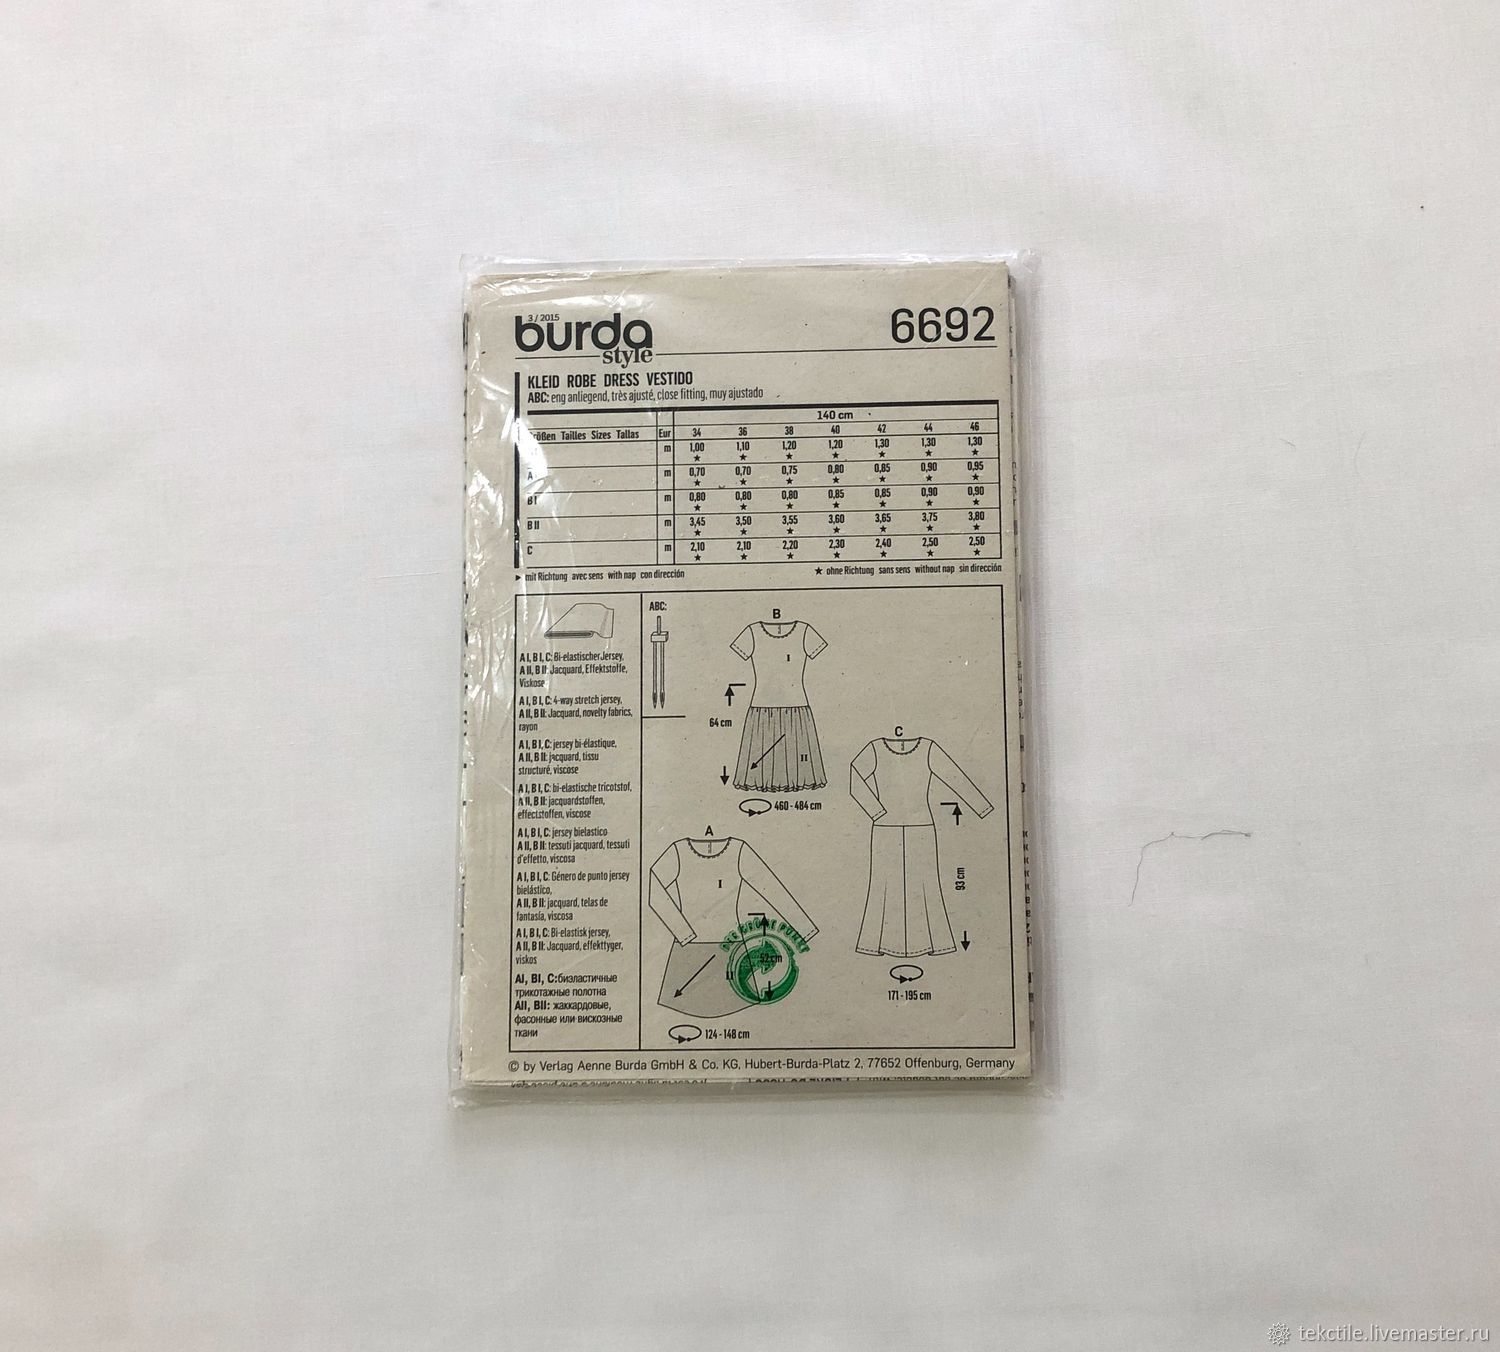 3 / 2015
burda
style
6692
KLEID ROBE DRESS VESTIDO
ABC: eng anliegend, très ajusté, close fitting, muy ajustado
140 cm
Tailles Sizes Tallas Eur 34 36 38 40 42 44 46
m 1,00 1,10 1,20 1,20 1,30 1,30 1,30
★ ★ ★ ★ ★ ★ ★
A m 0,70 0,70 0,75 0,80 0,85 0,90 0,95
★ ★ ★ ★ ★ ★ ★
B I m 0,80 0,80 0,80 0,85 0,85 0,90 0,90
★ ★ ★ ★ ★ ★ ★
B II m 3,45 3,50 3,55 3,60 3,65 3,75 3,80
★ ★ ★ ★ ★ ★ ★
C m 2,10 2,10 2,20 2,30 2,40 2,50 2,50
★ ★ ★ ★ ★ ★ ★
► mit Richtung avec sens with nap con dirección
★ ohne Richtung sans sens without nap sin dirección
A I, B I, C: Bi-elastischer Jersey,
A II, B II: Jacquard, Effektstoffe,
Viskose
A I, B I, C: 4-way stretch jersey,
A II, B II: Jacquard, novelty fabrics,
rayon
A I, B I, C: jersey bi-élastique,
A II, B II: jacquard, tissu
structuré, viscose
A I, B I, C: bi-elastische tricotstof,
A II, B II: jacquardstoffen,
effectstoffen, viscose
A I, B I, C: jersey bielastico
A II, B II: tessuti jacquard, tessuti
d'effetto, viscosa
A I, B I, C: Género de punto jersey
bielástico,
A II, B II: jacquard, telas de
fantasía, viscosa
A I, B I, C: Bi-elastisk jersey,
A II, B II: Jacquard, effekttyger,
viskos
AI, BI, C:биэластичные
трикотажные полотна
AII, BII: жаккардовые,
фасонные или вискозные
ткани
ABC:
B
I
64 cm
II
460 - 484 cm
C
93 cm
171 - 195 cm
A
I
DER GRÜNE PUNKT
52 cm
II
124 - 148 cm
© by Verlag Aenne Burda GmbH & Co. KG, Hubert-Burda-Platz 2, 77652 Offenburg, Germany
tekctile.livemaster.ru